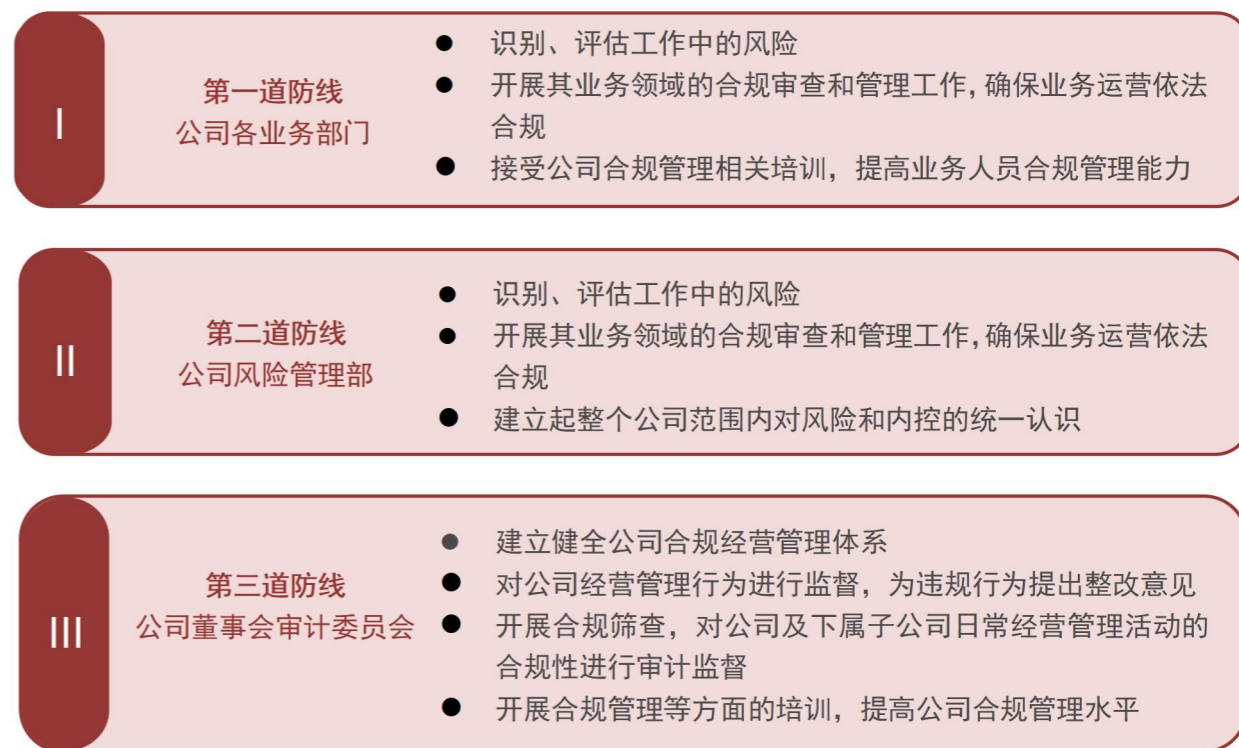 I
第一道防线
公司各业务部门
● 识别、评估工作中的风险
● 开展其业务领域的合规审查和管理工作,确保业务运营依法
合规
● 接受公司合规管理相关培训，提高业务人员合规管理能力
II
第二道防线
公司风险管理部
● 识别、评估工作中的风险
● 开展其业务领域的合规审查和管理工作,确保业务运营依法
合规
● 建立起整个公司范围内对风险和内控的统一认识
III
第三道防线
公司董事会审计委员会
● 建立健全公司合规经营管理体系
● 对公司经营管理行为进行监督，为违规行为提出整改意见
● 开展合规筛查，对公司及下属子公司日常经营管理活动的
合规性进行审计监督
● 开展合规管理等方面的培训，提高公司合规管理水平